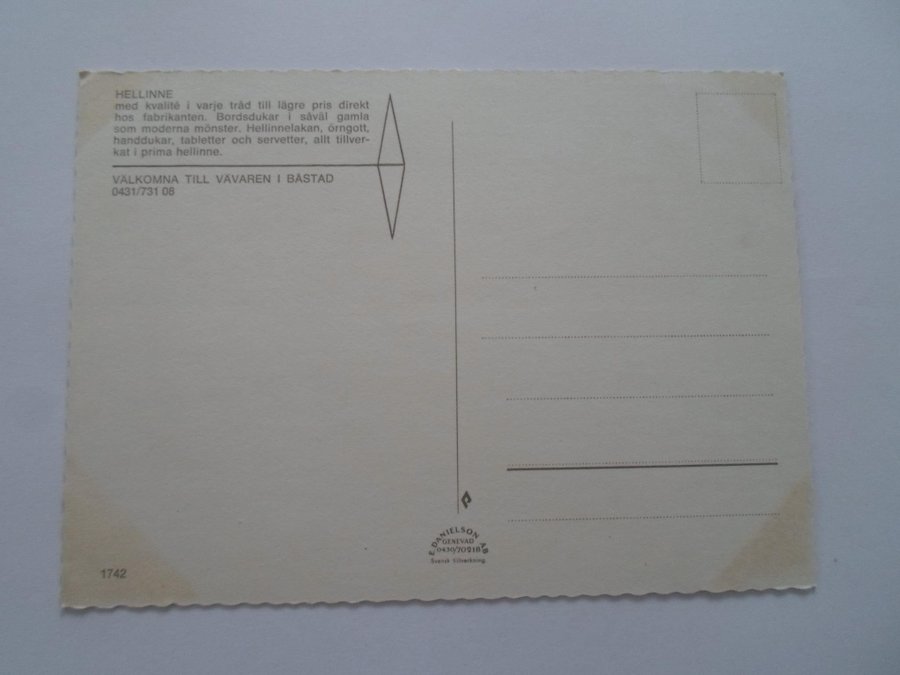 HELLINNE
med kvalité i varje tråd till lägre pris direkt
hos fabrikanten. Bordsdukar i såväl gamla
som moderna mönster. Hellinnelakan, örngott,
handdukar, tabletter och servetter, allt tillver-
kat i prima hellinne.
VÄLKOMNA TILL VÄVAREN I BÅSTAD
0431/731 08
E. DANIELSON AB
GENEVAD
0430/70218
Svensk tillverkning
1742